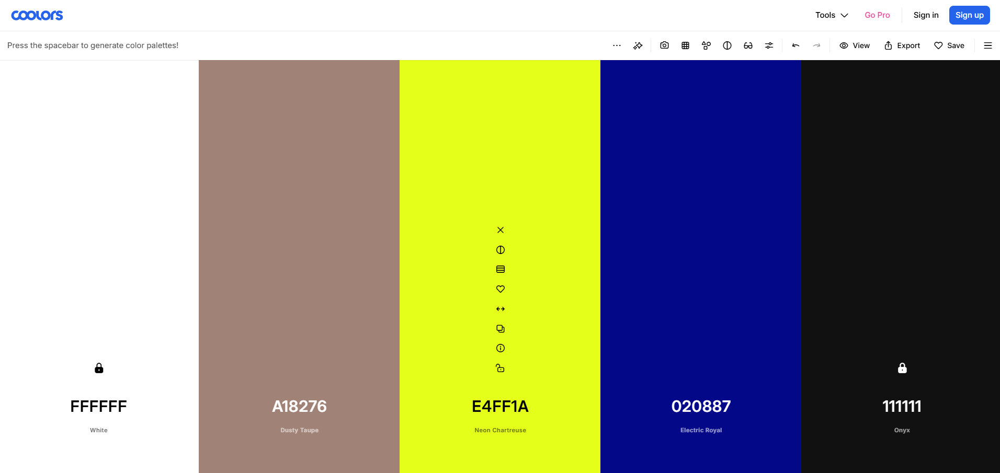 coolors
Tools
Go Pro
Sign in
Sign up
Press the spacebar to generate color palettes!
View
Export
Save
FFFFFF
White
A18276
Dusty Taupe
E4FF1A
Neon Chartreuse
020887
Electric Royal
111111
Onyx